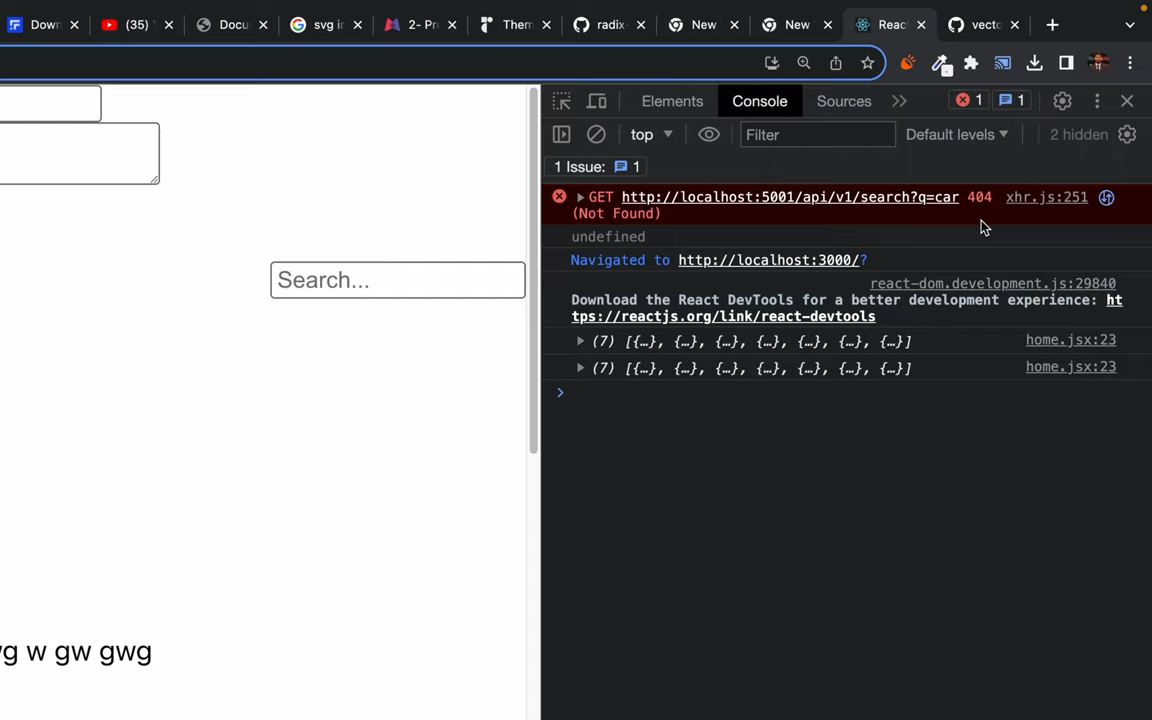 Down
(35)
Docu
svg in
2- Pre
Them
radix-
New
New
React
vecto
Elements
Console
Sources
1
1
top
Filter
Default levels
2 hidden
1 Issue: 1
GET http://localhost:5001/api/v1/search?q=car 404 xhr.js:251
(Not Found)
undefined
Navigated to http://localhost:3000/?
react-dom.development.js:29840
Download the React DevTools for a better development experience: ht
tps://reactjs.org/link/react-devtools
(7) [{…}, {…}, {…}, {…}, {…}, {…}, {…}] home.jsx:23
(7) [{…}, {…}, {…}, {…}, {…}, {…}, {…}] home.jsx:23
Search...
w gw gwg